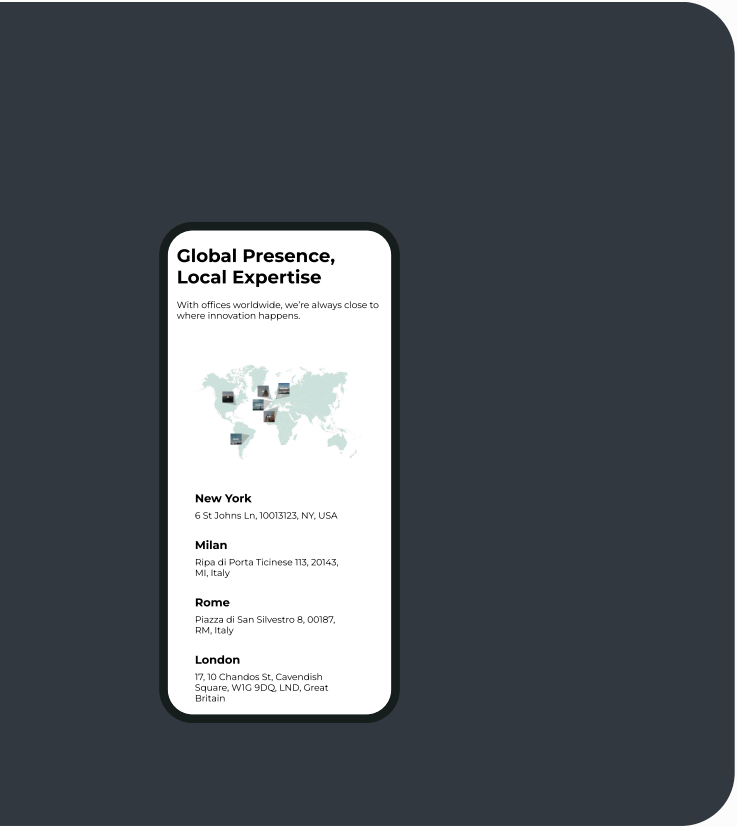 Global Presence,
Local Expertise
With offices worldwide, we're always close to
where innovation happens.
New York
6 St Johns Ln, 10013123, NY, USA
Milan
Ripa di Porta Ticinese 113, 20143,
MI, Italy
Rome
Piazza di San Silvestro 8, 00187,
RM, Italy
London
17, 10 Chandos St, Cavendish
Square, W1G 9DQ, LND, Great
Britain